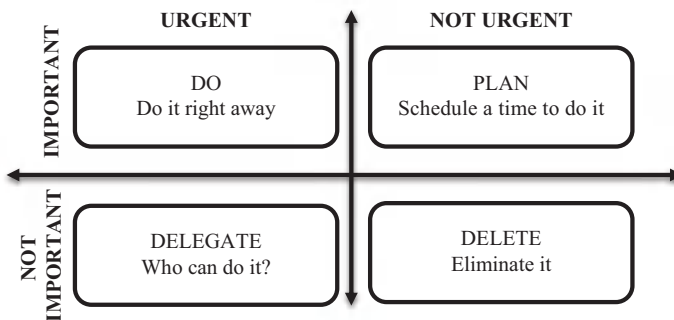 URGENT
NOT URGENT
IMPORTANT
DO
Do it right away
PLAN
Schedule a time to do it
NOT
IMPORTANT
DELEGATE
Who can do it?
DELETE
Eliminate it